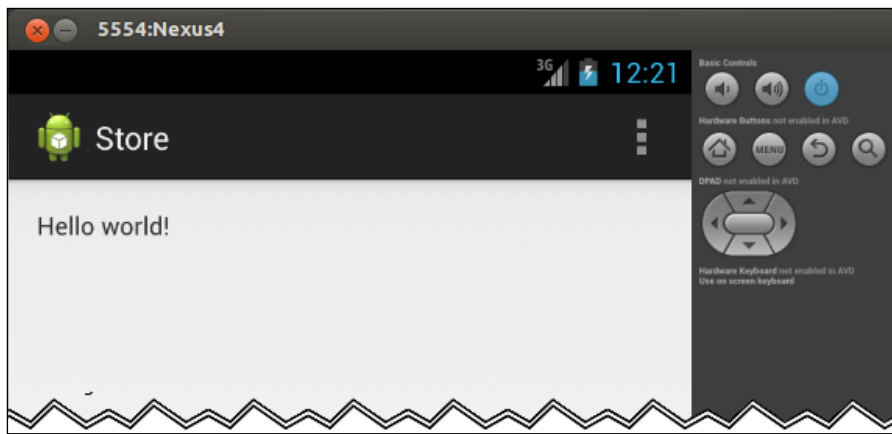 5554:Nexus4
3G 12:21
Store
Hello world!
Basic Controls
Hardware Buttons not enabled in AVD
MENU
DPAD not enabled in AVD
Hardware Keyboard not enabled in AVD
Use on screen keyboard